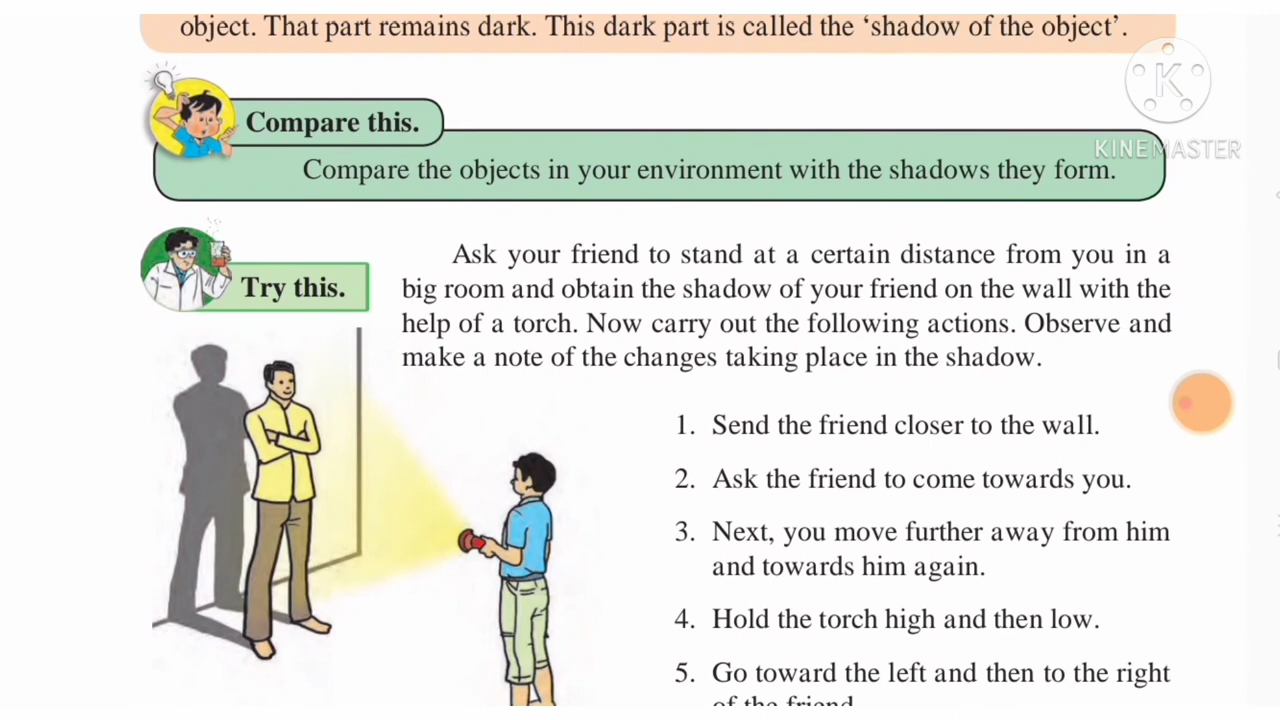 object. That part remains dark. This dark part is called the ‘shadow of the object’.
K
KINEMASTER
Compare this.
Compare the objects in your environment with the shadows they form.
Try this.
Ask your friend to stand at a certain distance from you in a
big room and obtain the shadow of your friend on the wall with the
help of a torch. Now carry out the following actions. Observe and
make a note of the changes taking place in the shadow.
1. Send the friend closer to the wall.
2. Ask the friend to come towards you.
3. Next, you move further away from him
and towards him again.
4. Hold the torch high and then low.
5. Go toward the left and then to the right
of the friend